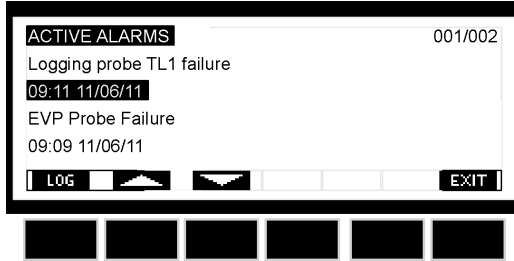 ACTIVE ALARMS 001/002
Logging probe TL1 failure
09:11 11/06/11
EVP Probe Failure
09:09 11/06/11
LOG EXIT